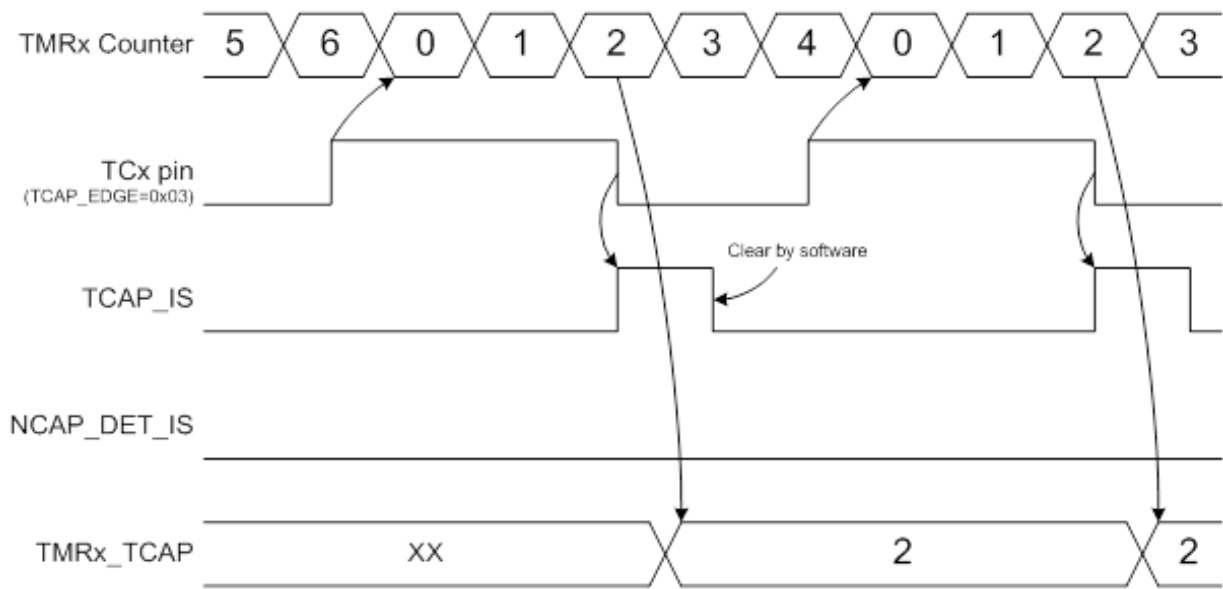 TMRx Counter 5 6 0 1 2 3 4 0 1 2 3
TCx pin
(TCAP_EDGE=0x03)
Clear by software
TCAP_IS
NCAP_DET_IS
TMRx_TCAP XX 2 2